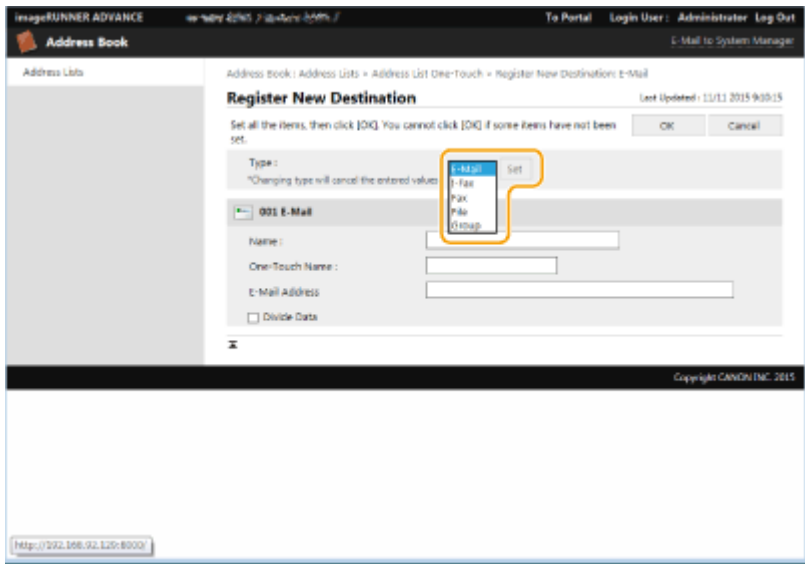 imageRUNNER ADVANCE
To Portal Login User : Administrator Log Out
Address Book
E-Mail to System Manager
Address Lists
Address Book : Address Lists > Address List One-Touch > Register New Destination: E-Mail
Register New Destination
Last Updated : 11/11 2015 9:10:15
Set all the items, then click [OK]. You cannot click [OK] if some items have not been set.
OK
Cancel
Type :
*Changing type will cancel the entered values
E-Mail
I-Fax
Fax
File
Group
Set
001 E-Mail
Name :
One-Touch Name :
E-Mail Address
Divide Data
Copyright CANON INC. 2015
http://192.168.92.129:8000/